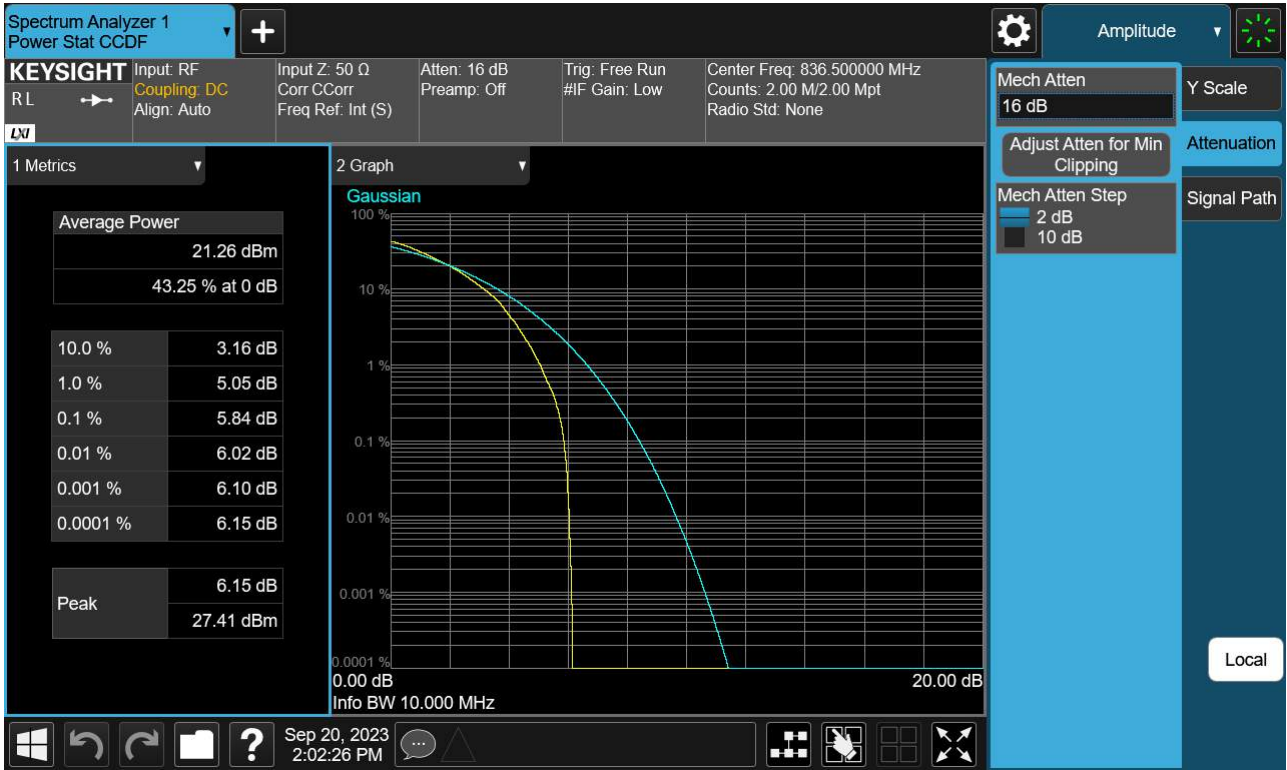 Spectrum Analyzer 1
Power Stat CCDF
+
Amplitude
KEYSIGHT
R L
LXI
Input: RF
Coupling: DC
Align: Auto
Input Z: 50 Ω
Corr CCorr
Freq Ref: Int (S)
Atten: 16 dB
Preamp: Off
Trig: Free Run
#IF Gain: Low
Center Freq: 836.500000 MHz
Counts: 2.00 M/2.00 Mpt
Radio Std: None
Mech Atten
16 dB
Adjust Atten for Min
Clipping
Mech Atten Step
2 dB
10 dB
Y Scale
Attenuation
Signal Path
Local
1 Metrics
Average Power
21.26 dBm
43.25 % at 0 dB
10.0 % 3.16 dB
1.0 % 5.05 dB
0.1 % 5.84 dB
0.01 % 6.02 dB
0.001 % 6.10 dB
0.0001 % 6.15 dB
Peak
6.15 dB
27.41 dBm
2 Graph
Gaussian
100 %
10 %
1 %
0.1 %
0.01 %
0.001 %
0.0001 %
0.00 dB 20.00 dB
Info BW 10.000 MHz
?
Sep 20, 2023
2:02:26 PM